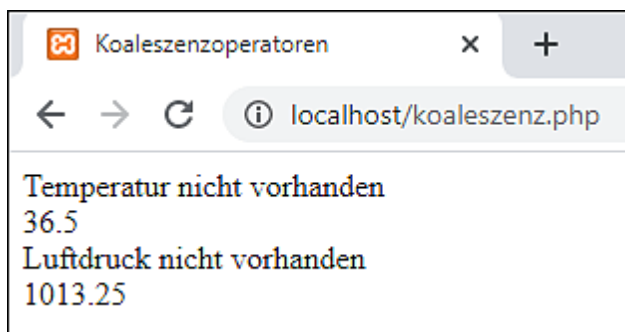 Koaleszenzoperatoren
localhost/koaleszenz.php
Temperatur nicht vorhanden
36.5
Luftdruck nicht vorhanden
1013.25